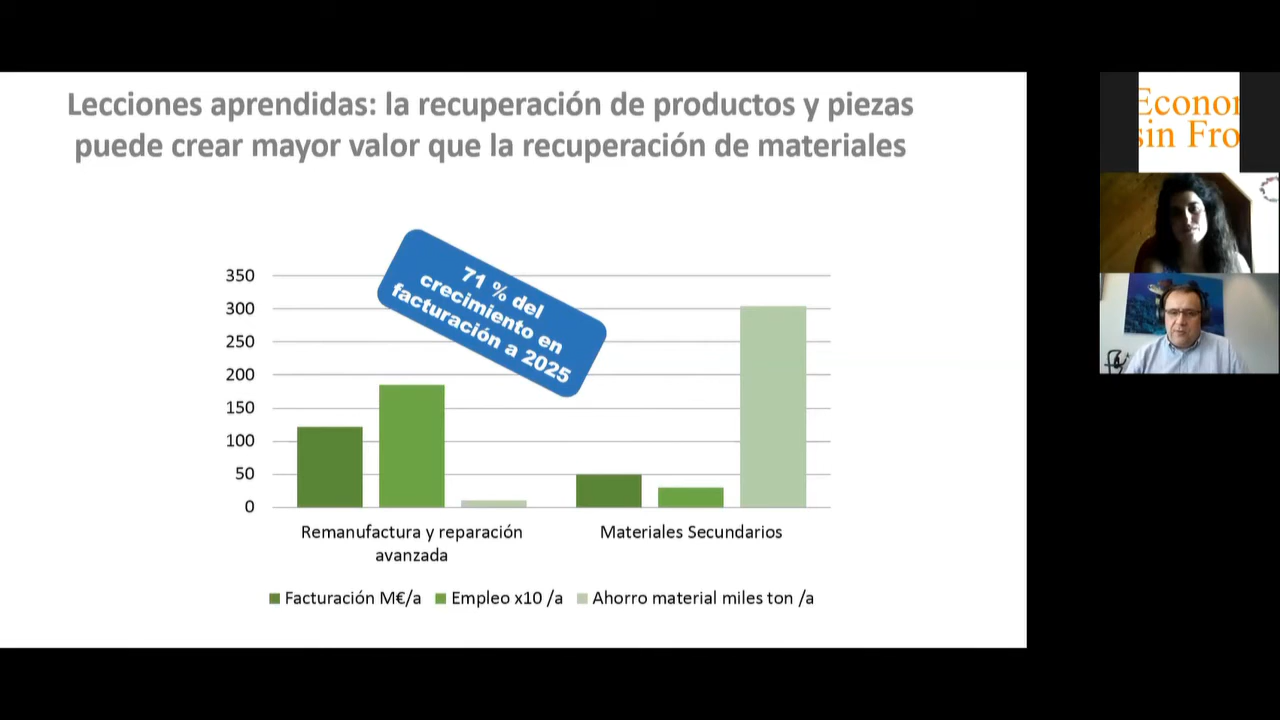 Lecciones aprendidas: la recuperación de productos y piezas
puede crear mayor valor que la recuperación de materiales
71 % del
crecimiento en
facturación a 2025
350
300
250
200
150
100
50
0
Remanufactura y reparación
avanzada
Materiales Secundarios
Facturación M€/a
Empleo x10 /a
Ahorro material miles ton /a
Econor
sin Fro